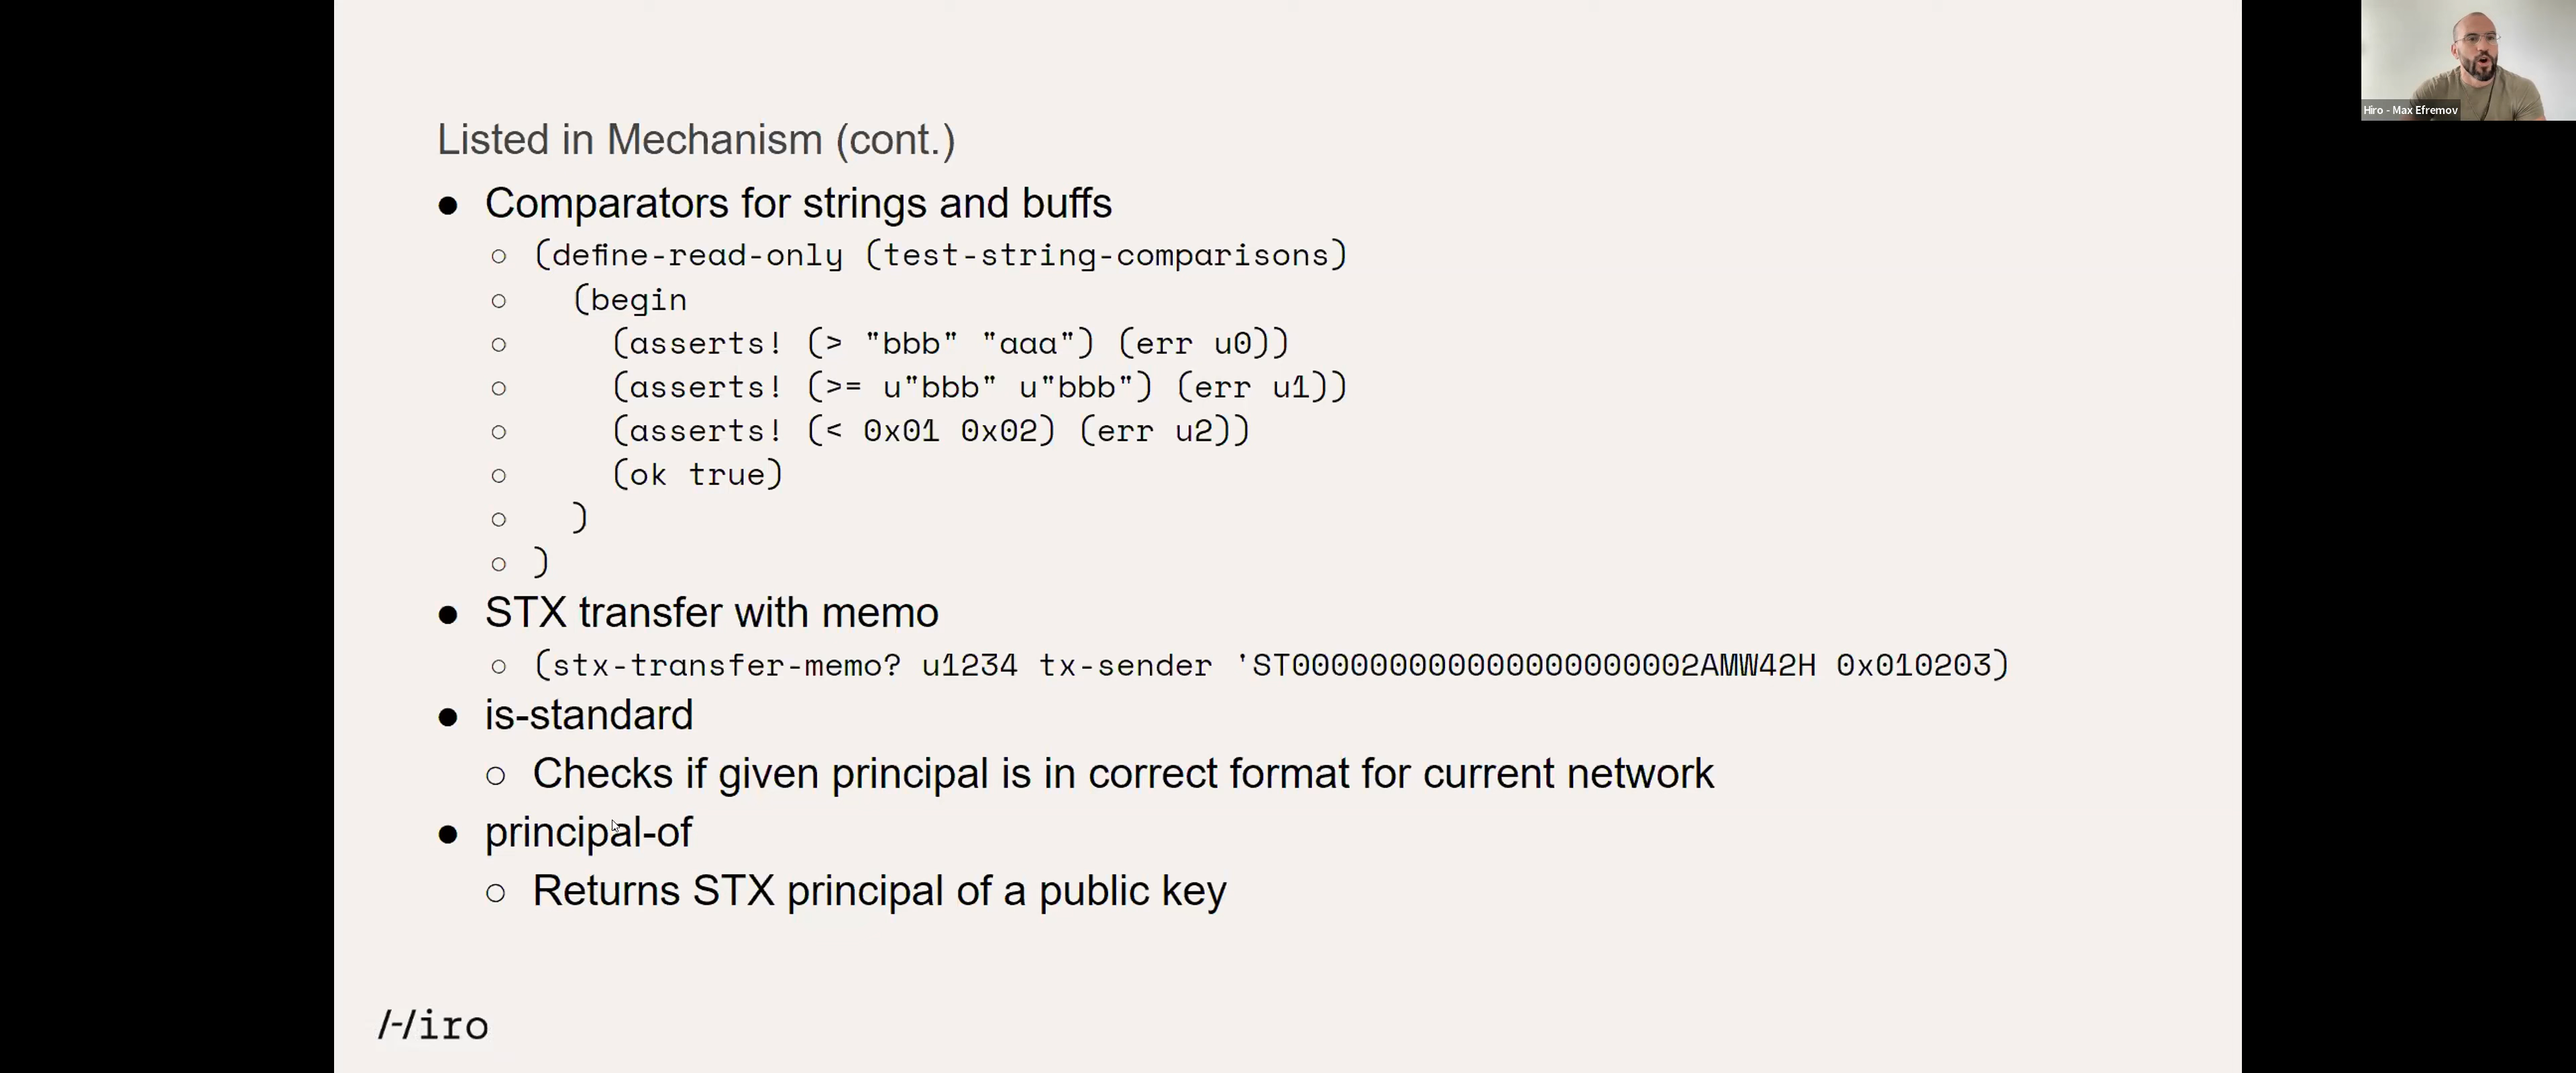 Hiro - Max Efremov
Listed in Mechanism (cont.)
● Comparators for strings and buffs
○ (define-read-only (test-string-comparisons)
○ (begin
○ (asserts! (> "bbb" "aaa") (err u0))
○ (asserts! (>= u"bbb" u"bbb") (err u1))
○ (asserts! (< 0x01 0x02) (err u2))
○ (ok true)
○ )
○ )
● STX transfer with memo
○ (stx-transfer-memo? u1234 tx-sender 'ST000000000000000000002AMW42H 0x010203)
● is-standard
○ Checks if given principal is in correct format for current network
● principal-of
○ Returns STX principal of a public key
/-/iro